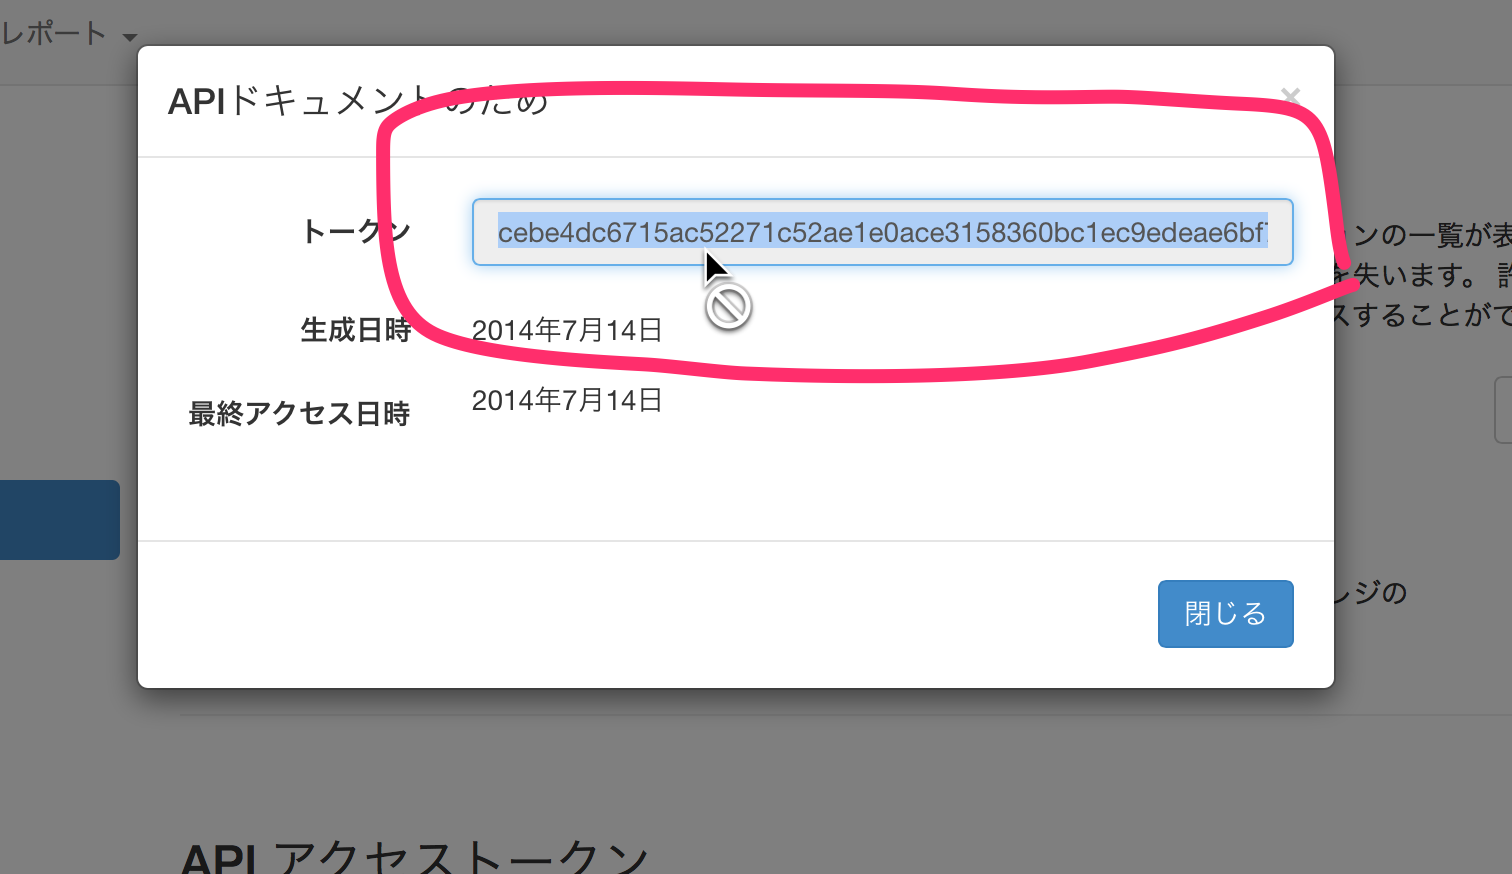 レポート
APIドキュメントのため
×
トークン
cebe4dc6715ac52271c52ae1e0ace3158360bc1ec9edeae6bf
生成日時
2014年7月14日
最終アクセス日時
2014年7月14日
ンの一覧が表
を失います。
スすることがで
レジの
閉じる
API アクセストークン